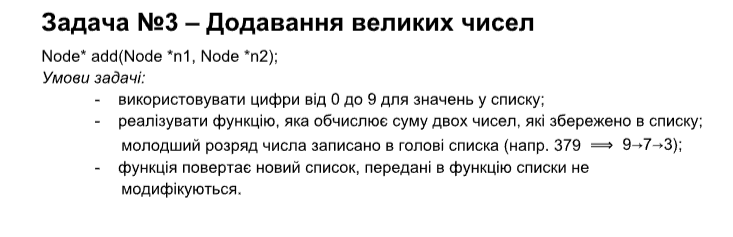 Задача №3 – Додавання великих чисел
Node* add(Node *n1, Node *n2);
Умови задачі:
- використовувати цифри від 0 до 9 для значень у списку;
- реалізувати функцію, яка обчислює суму двох чисел, які збережено в списку;
молодший розряд числа записано в голові списка (напр. 379 ⟹ 9→7→3);
- функція повертає новий список, передані в функцію списки не
модифікуються.